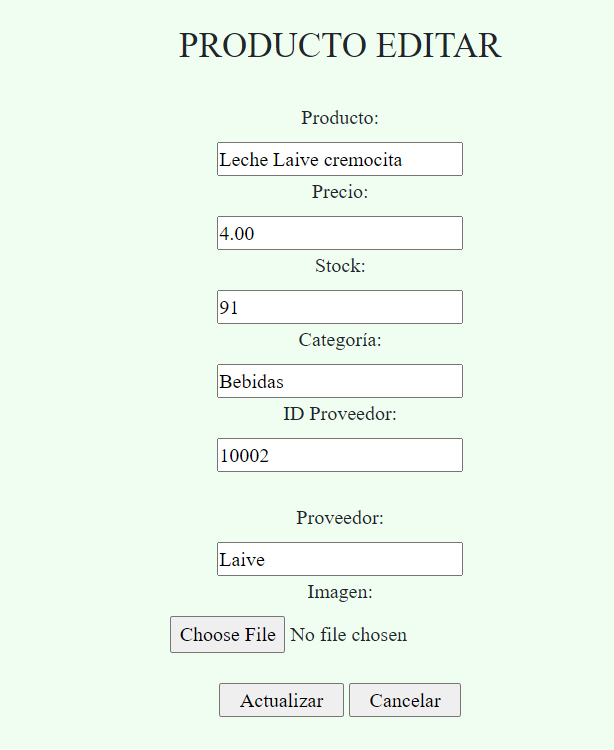 PRODUCTO EDITAR
Producto:
Leche Laive cremocita
Precio:
4.00
Stock:
91
Categoría:
Bebidas
ID Proveedor:
10002
Proveedor:
Laive
Imagen:
Choose File No file chosen
Actualizar Cancelar